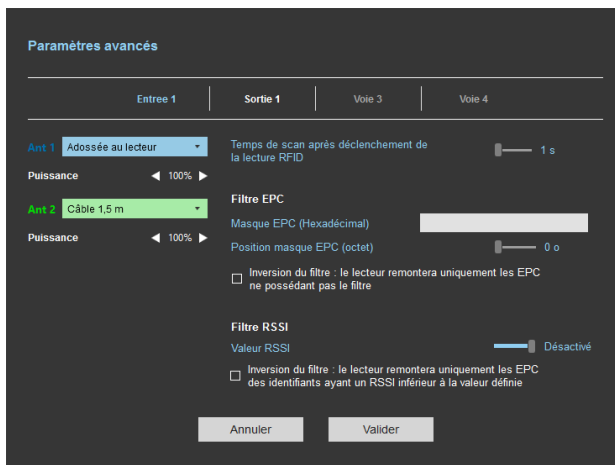 Paramètres avancés
Entree 1
Sortie 1
Voie 3
Voie 4
Ant 1 Adossée au lecteur
Puissance 100%
Ant 2 Câble 1,5 m
Puissance 100%
Temps de scan après déclenchement de
la lecture RFID
1 s
Filtre EPC
Masque EPC (Hexadécimal)
Position masque EPC (octet) 0 o
Inversion du filtre : le lecteur remontera uniquement les EPC
ne possédant pas le filtre
Filtre RSSI
Valeur RSSI Désactivé
Inversion du filtre : le lecteur remontera uniquement les EPC
des identifiants ayant un RSSI inférieur à la valeur définie
Annuler
Valider